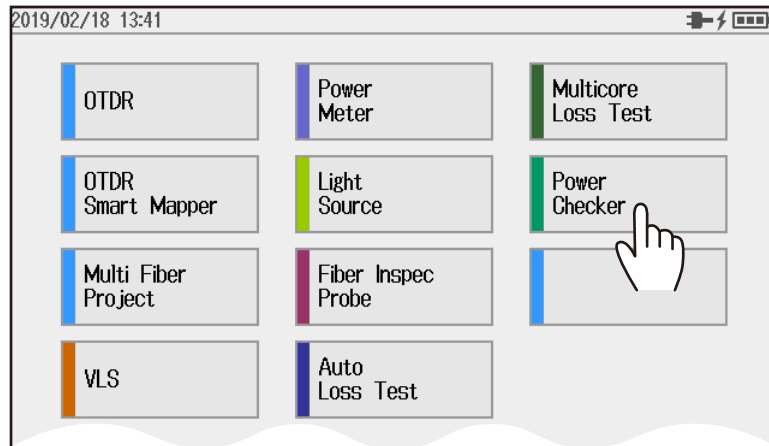 2019/02/18 13:41
OTDR
Power
Meter
Multicore
Loss Test
OTDR
Smart Mapper
Light
Source
Power
Checker
Multi Fiber
Project
Fiber Inspec
Probe
VLS
Auto
Loss Test